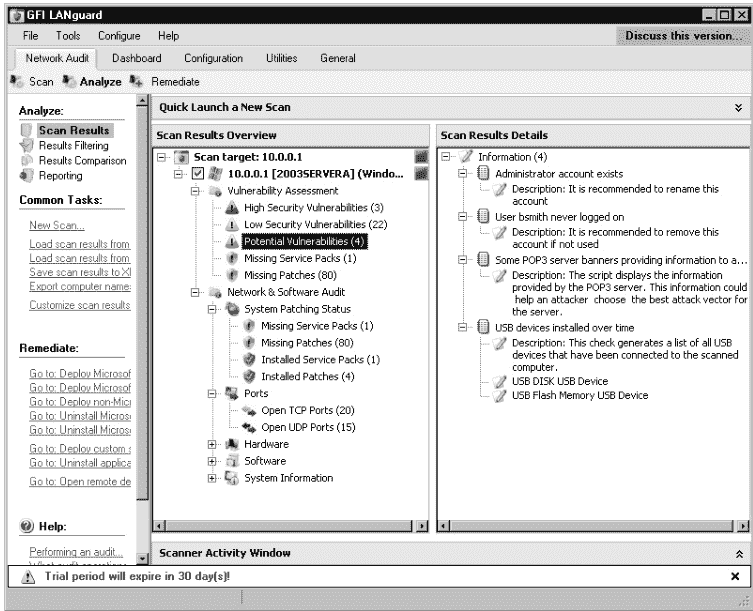 GFI LANguard
File Tools Configure Help Discuss this version...
Network Audit Dashboard Configuration Utilities General
Scan Analyze Remediate
Analyze:
Scan Results
Results Filtering
Results Comparison
Reporting
Common Tasks:
New Scan...
Load scan results from
Load scan results from
Save scan results to XI
Export computer name:
Customize scan results
Remediate:
Go to: Deploy Microsof
Go to: Deploy Microsof
Go to: Deploy non-Micr
Go to: Uninstall Micros
Go to: Uninstall Micros
Go to: Deploy custom s
Go to: Uninstall applica
Go to: Open remote de
Help:
Performing an audit...
Quick Launch a New Scan
Scan Results Overview
Scan target: 10.0.0.1
10.0.0.1 [2003SERVERA] (Windo...
Vulnerability Assessment
High Security Vulnerabilities (3)
Low Security Vulnerabilities (22)
Potential Vulnerabilities (4)
Missing Service Packs (1)
Missing Patches (80)
Network & Software Audit
System Patching Status
Missing Service Packs (1)
Missing Patches (80)
Installed Service Packs (1)
Installed Patches (4)
Ports
Open TCP Ports (20)
Open UDP Ports (15)
Hardware
Software
System Information
Scan Results Details
Information (4)
Administrator account exists
Description: It is recommended to rename this
account
User bsmith never logged on
Description: It is recommended to remove this
account if not used
Some POP3 server banners providing information to a...
Description: The script displays the information
provided by the POP3 server. This information could
help an attacker choose the best attack vector for
the server.
USB devices installed over time
Description: This check generates a list of all USB
devices that have been connected to the scanned
computer.
USB DISK USB Device
USB Flash Memory USB Device
Scanner Activity Window
Trial period will expire in 30 day(s)!